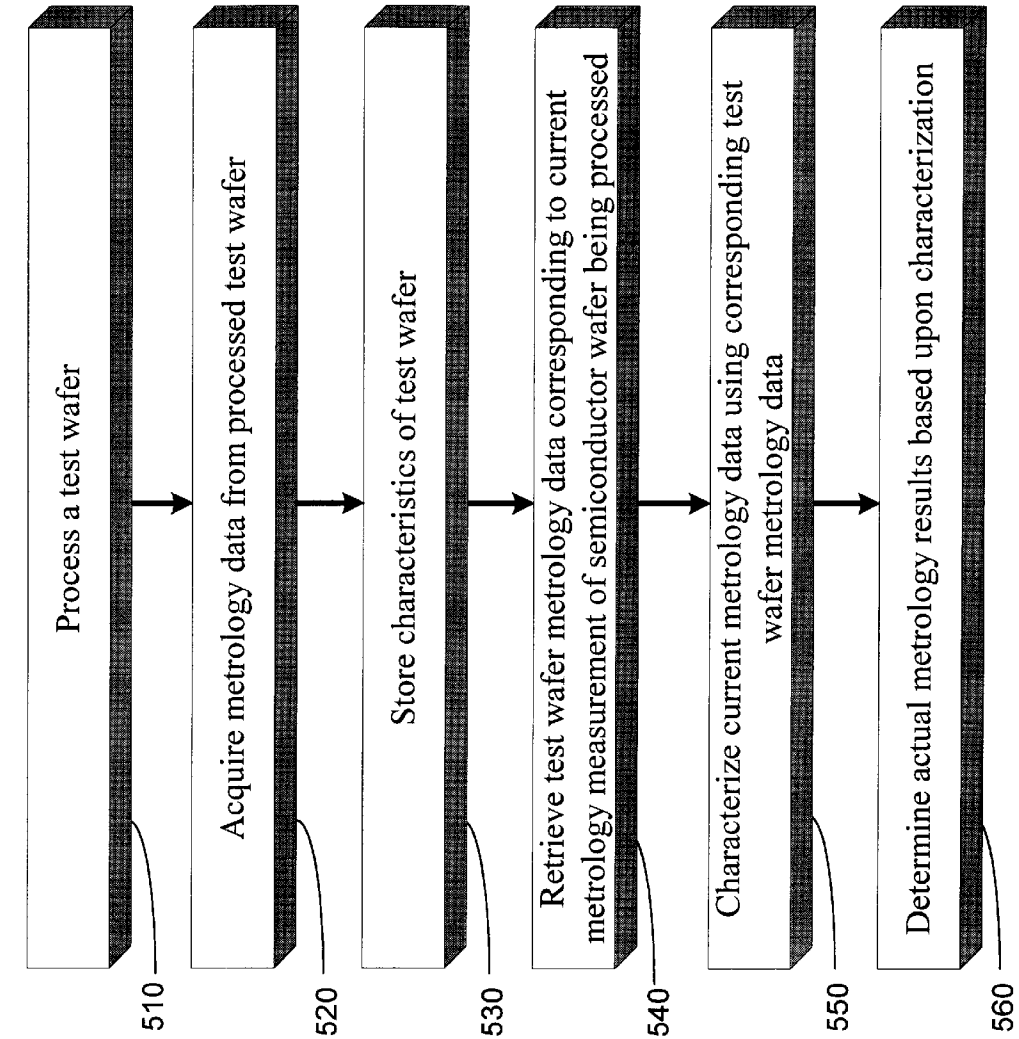 Process a test wafer
510
Acquire metrology data from processed test wafer
520
Store characteristics of test wafer
530
Retrieve test wafer metrology data corresponding to current
metrology measurement of semiconductor wafer being processed
540
Characterize current metrology data using corresponding test
wafer metrology data
550
Determine actual metrology results based upon characterization
560